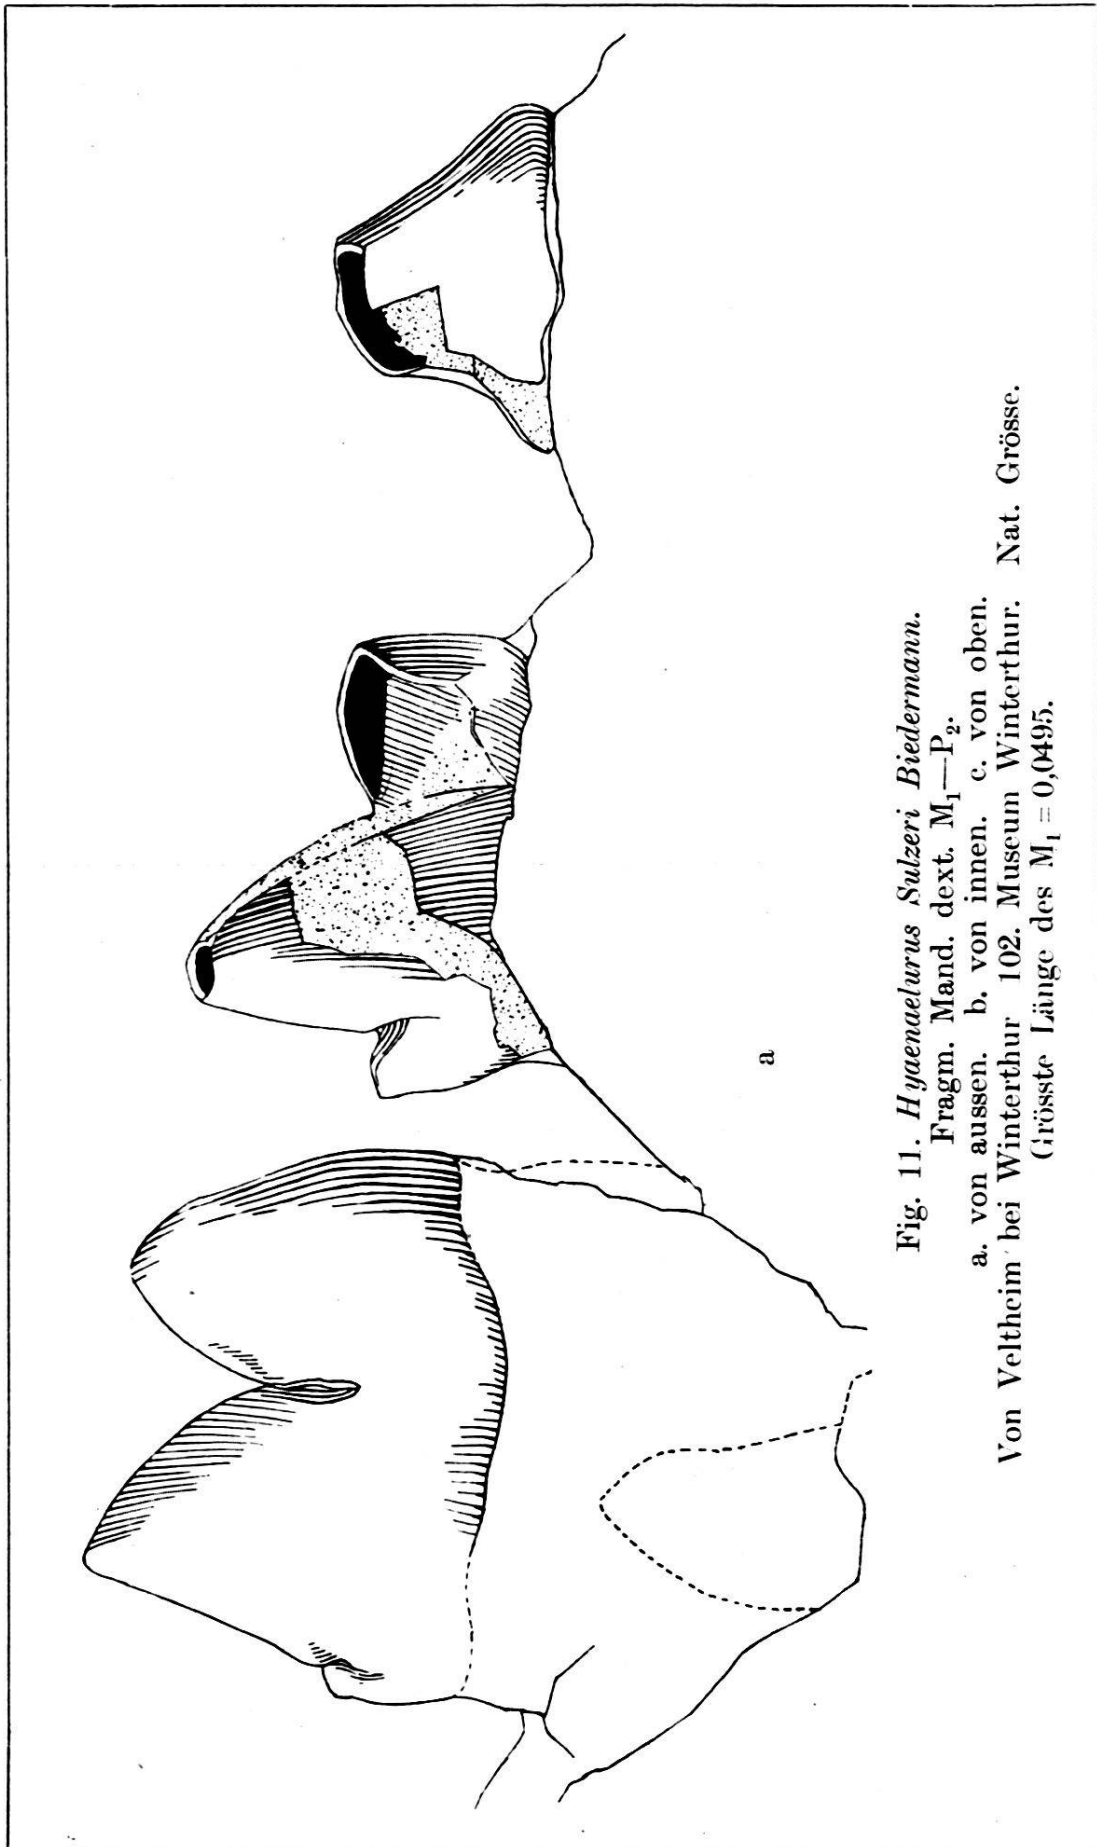 a
Fig. 11. Hyaenaelurus Sulzeri Biedermann.
Fragm. Mand. dext. M₁—P₂.
a. von aussen. b. von innen. c. von oben.
Von Veltheim bei Winterthur 102. Museum Winterthur. Nat. Grösse.
Grösste Länge des M₁ = 0,0495.